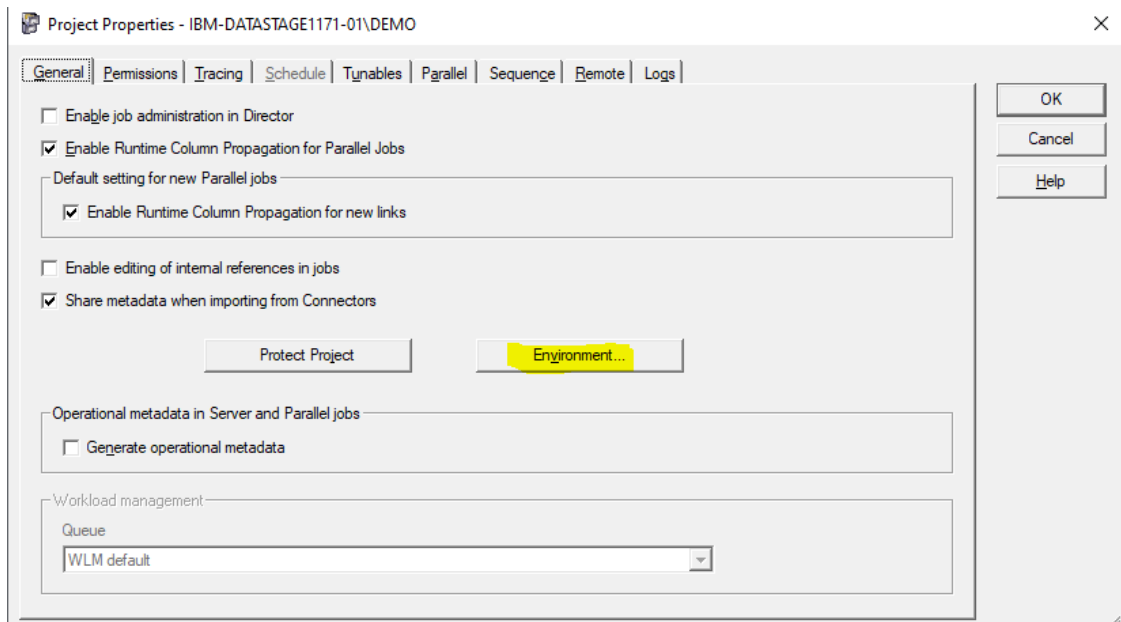 Project Properties - IBM-DATASTAGE1171-01\DEMO
General Permissions Tracing Schedule Tunables Parallel Sequence Remote Logs
OK
Cancel
Help
Enable job administration in Director
Enable Runtime Column Propagation for Parallel Jobs
Default setting for new Parallel jobs
Enable Runtime Column Propagation for new links
Enable editing of internal references in jobs
Share metadata when importing from Connectors
Protect Project Environment...
Operational metadata in Server and Parallel jobs
Generate operational metadata
Workload management
Queue
WLM default